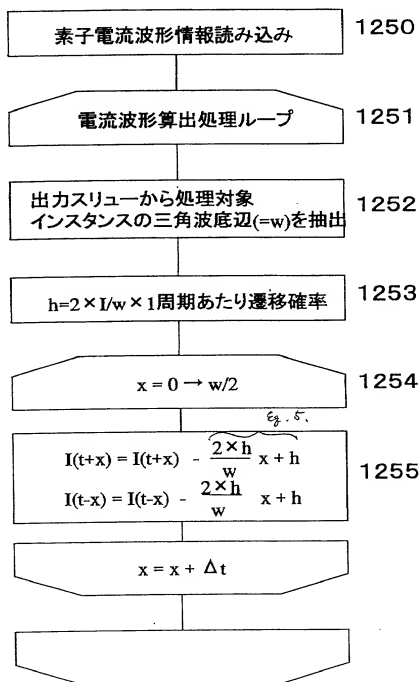 素子電流波形情報読み込み 1250
電流波形算出処理ループ 1251
出力スリューから処理対象
インスタンスの三角波底辺(=w)を抽出 1252
h=2×I/w×1周期あたり遷移確率 1253
x = 0 → w/2 1254
Eg. 5.
I(t+x) = I(t+x) - 2×h/w x + h
I(t-x) = I(t-x) - 2×h/w x + h 1255
x = x + Δt